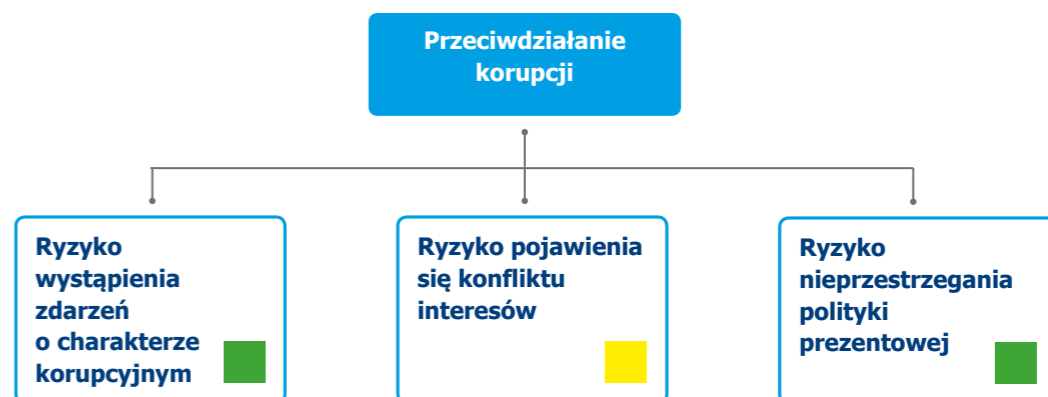 Przeciwdziałanie
korupcji
Ryzyko
wystąpienia
zdarzeń
o charakterze
korupcyjnym
Ryzyko pojawienia
się konfliktu
interesów
Ryzyko
nieprzestrzegania
polityki
prezentowej